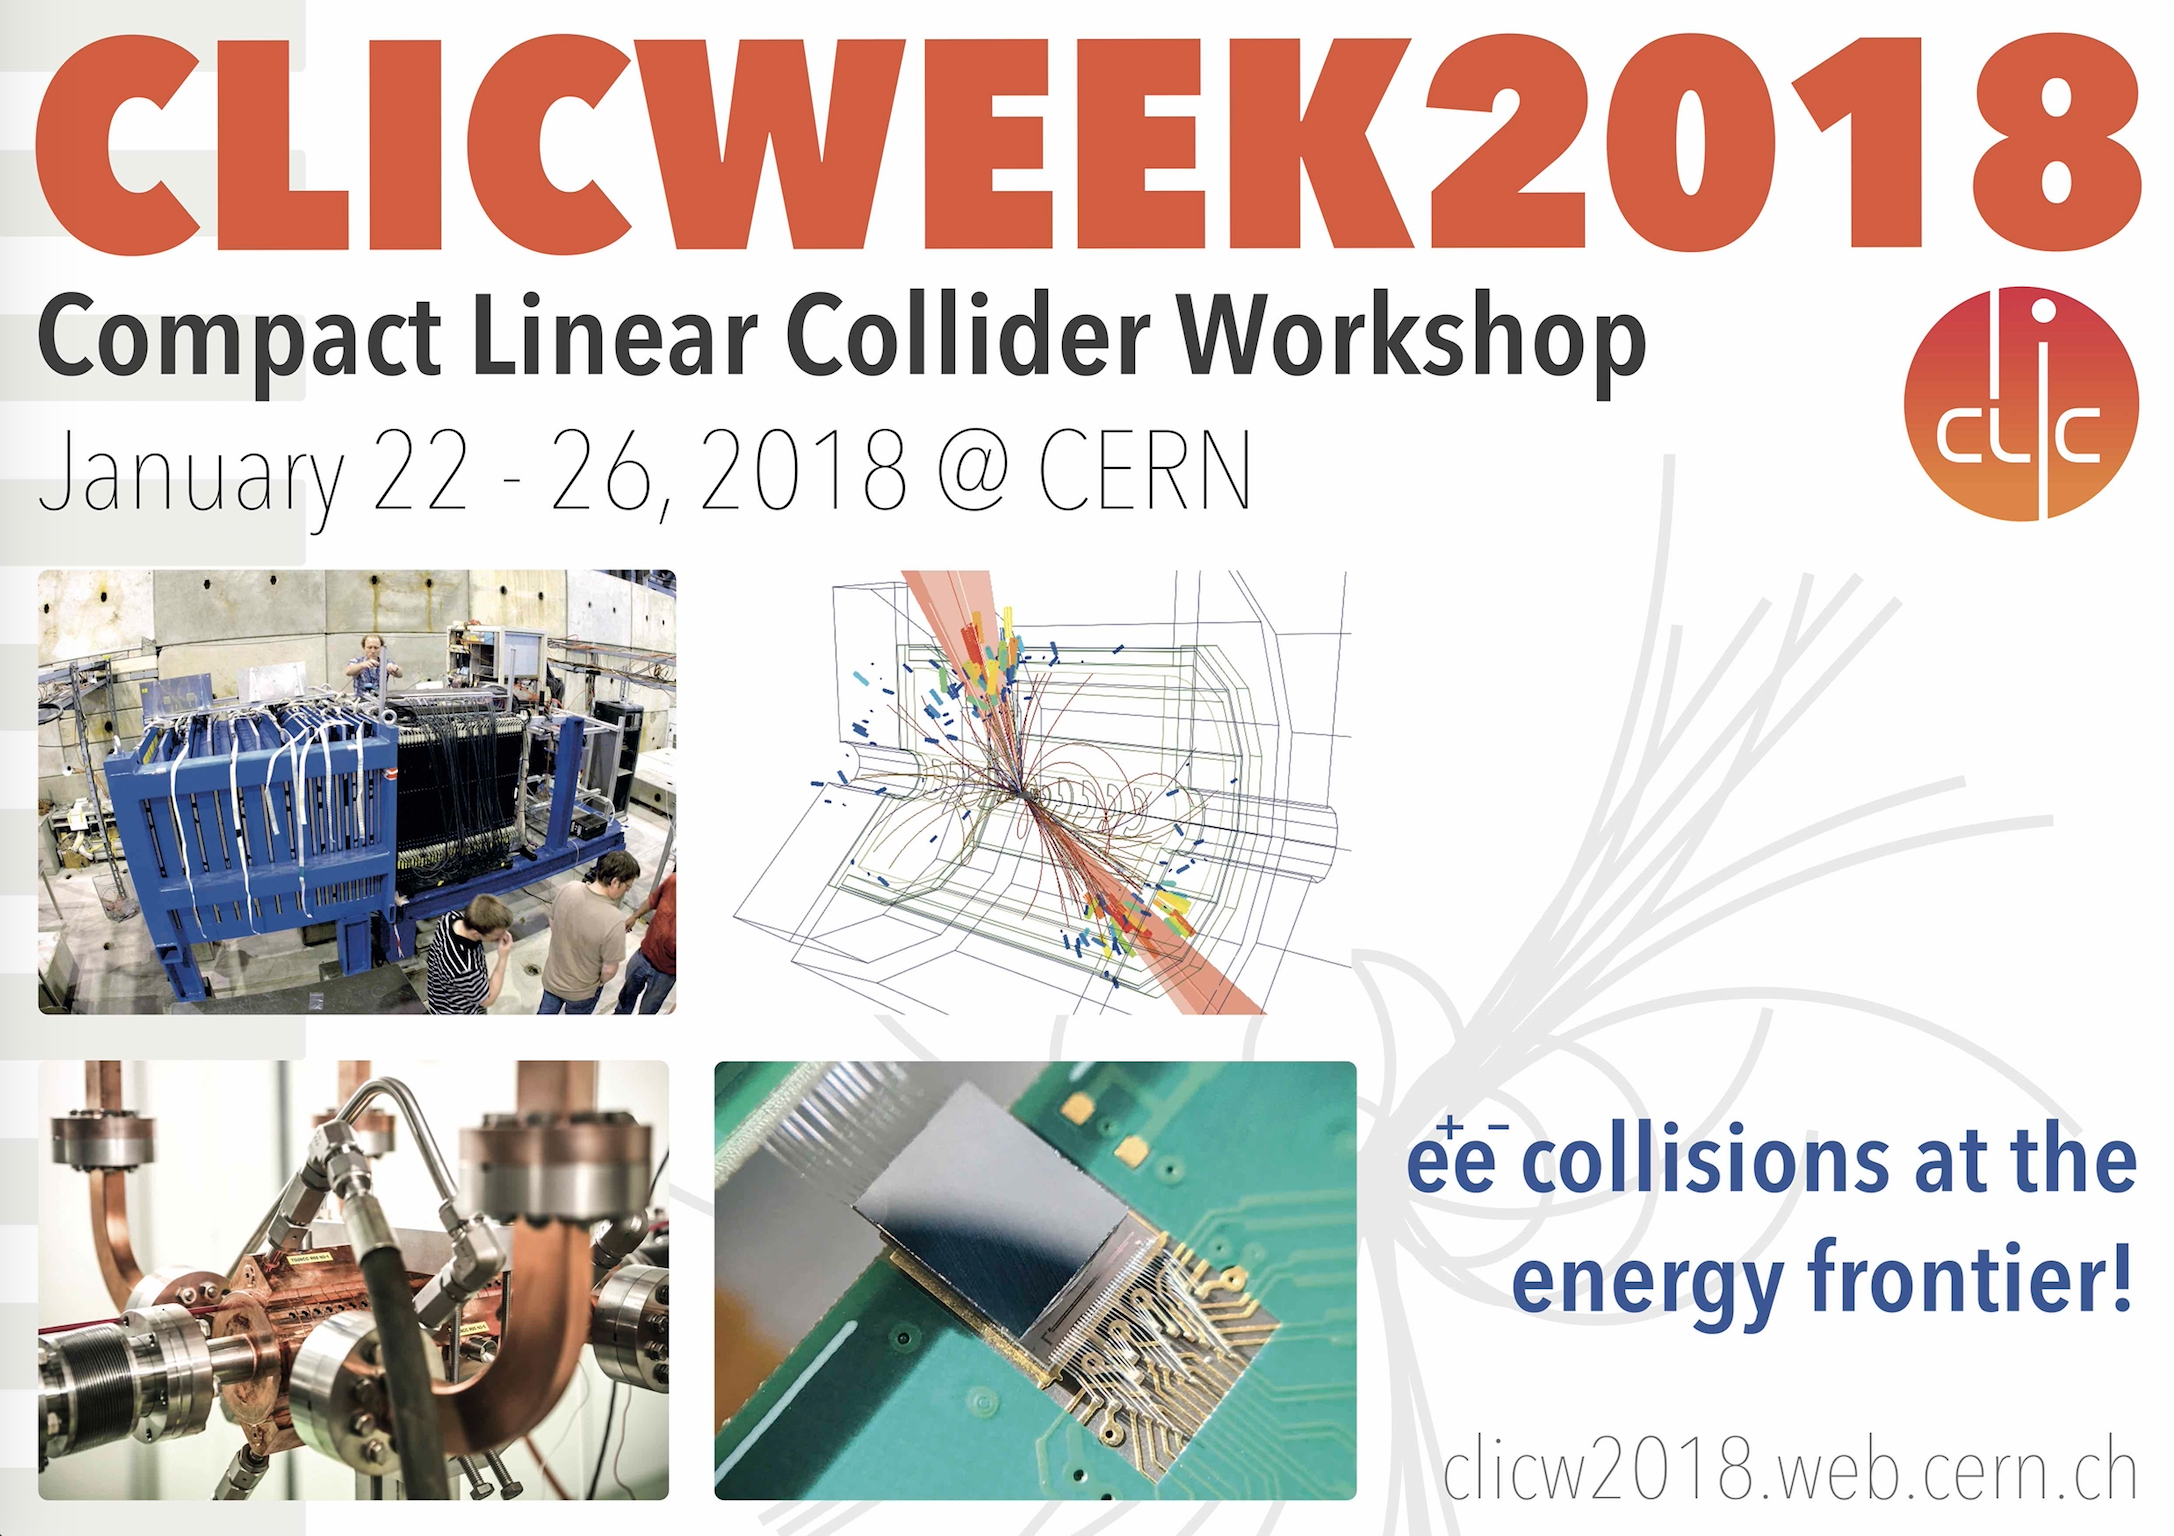 CLICWEEK2018
Compact Linear Collider Workshop
January 22 - 26, 2018 @ CERN
clic
e⁺e⁻ collisions at the
energy frontier!
clicw2018.web.cern.ch